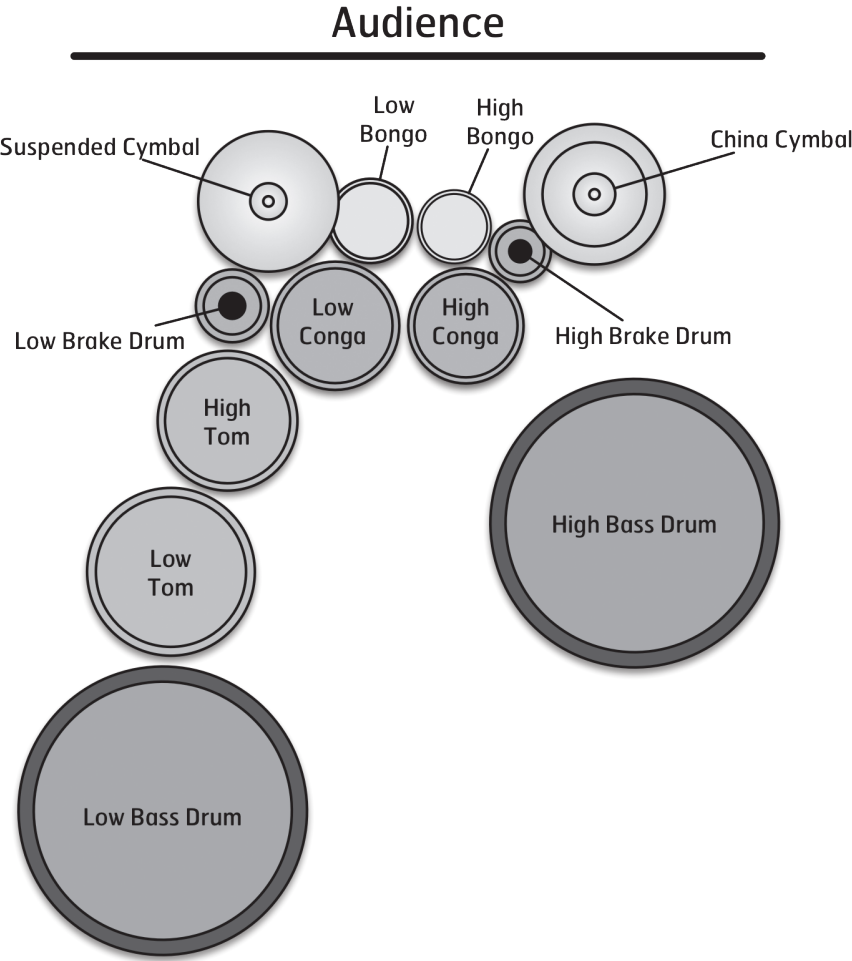 Audience
Low
Bongo
High
Bongo
Suspended Cymbal
China Cymbal
Low
Conga
High
Conga
Low Brake Drum
High Brake Drum
High
Tom
High Bass Drum
Low
Tom
Low Bass Drum